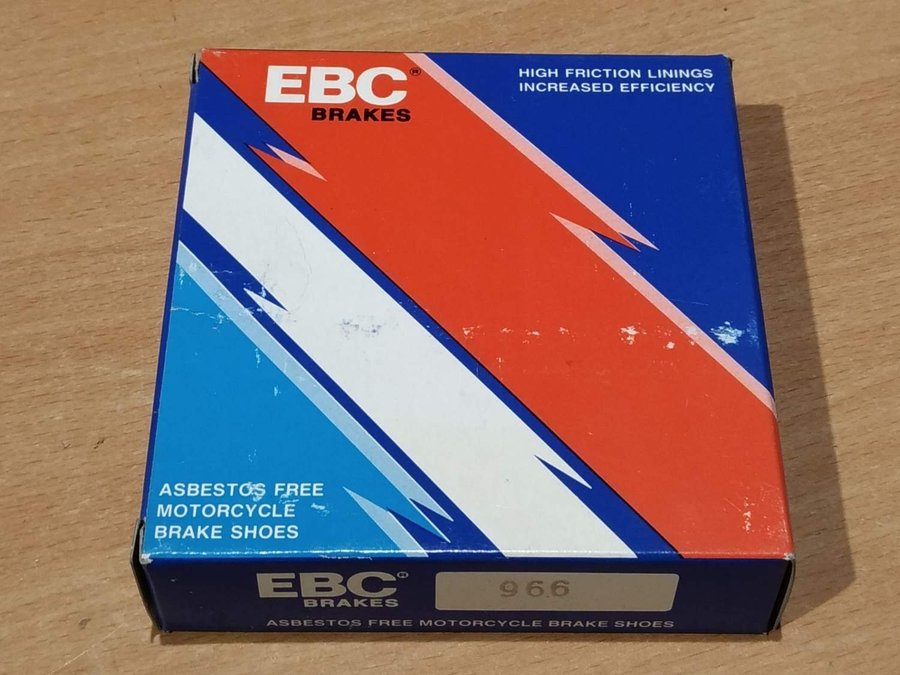 EBC®
BRAKES
HIGH FRICTION LININGS
INCREASED EFFICIENCY
ASBESTOS FREE
MOTORCYCLE
BRAKE SHOES
EBC®
BRAKES
966
ASBESTOS FREE MOTORCYCLE BRAKE SHOES